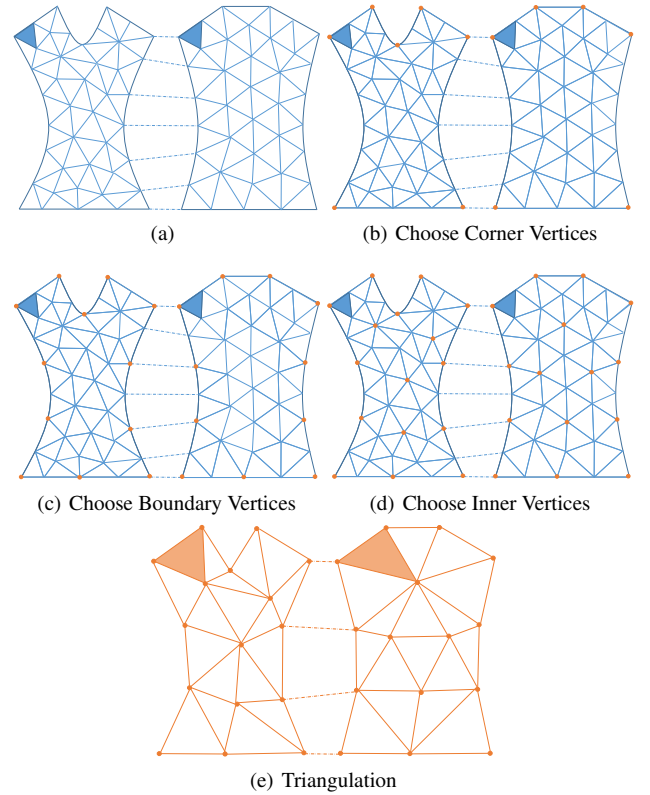 (a)
(b) Choose Corner Vertices
(c) Choose Boundary Vertices
(d) Choose Inner Vertices
(e) Triangulation